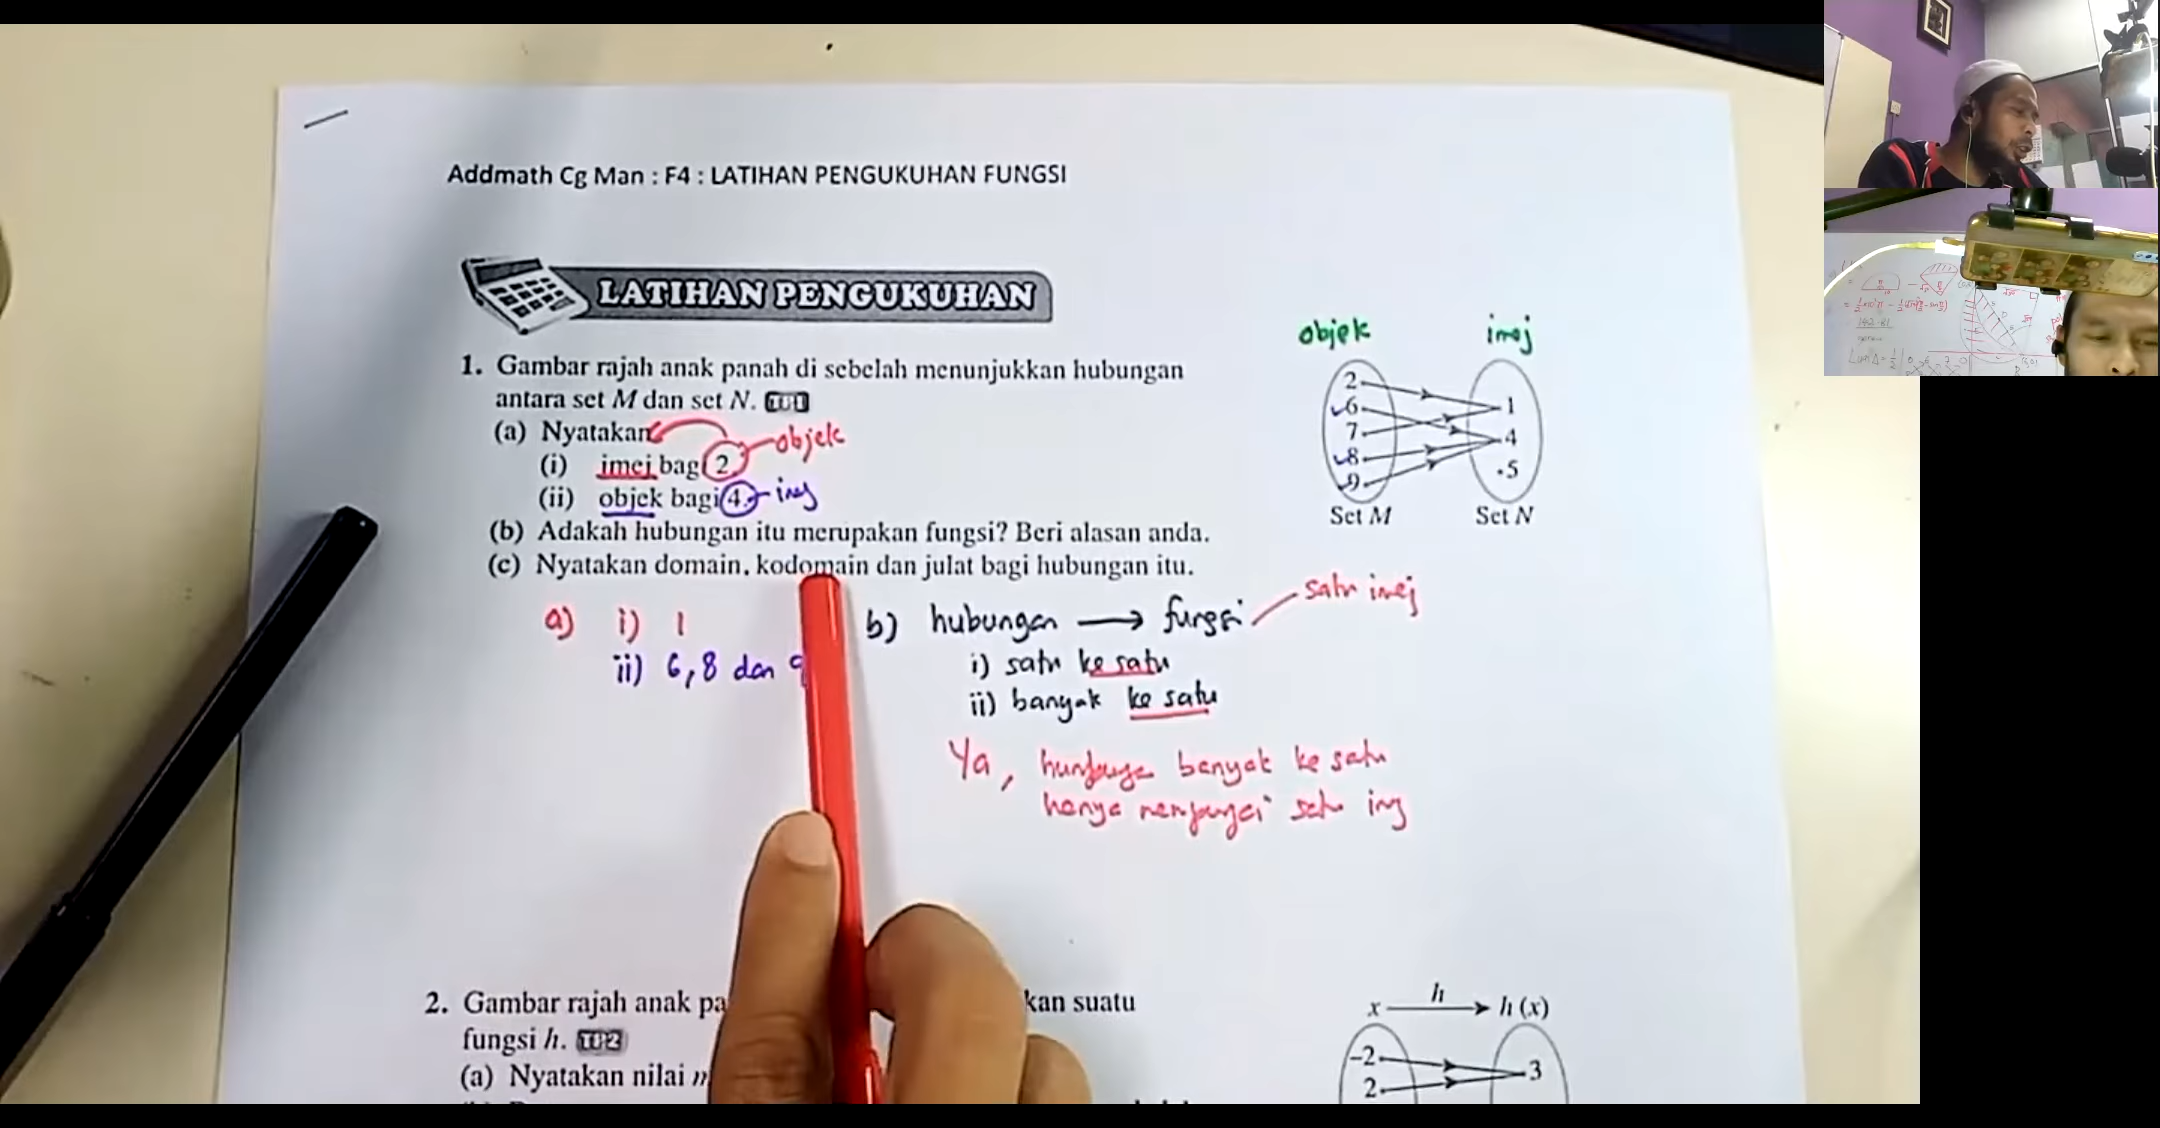 Addmath Cg Man : F4 : LATIHAN PENGUKUHAN FUNGSI
LATIHAN PENGUKUHAN
1. Gambar rajah anak panah di sebelah menunjukkan hubungan
antara set M dan set N. TP1
(a) Nyatakan
objek
(i) imej bagi 2
(ii) objek bagi 4 imej
(b) Adakah hubungan itu merupakan fungsi? Beri alasan anda.
(c) Nyatakan domain, kodomain dan julat bagi hubungan itu.
objek imej
2
6
7
8
9
1
4
5
Set M Set N
a) i) 1
ii) 6, 8 dan 9
b) hubungan → fungsi satu imej
i) satu ke satu
ii) banyak ke satu
Ya, banyak ke satu
hanya mempunyai satu imej
2. Gambar rajah anak pa kan suatu
fungsi h. TP2
(a) Nyatakan nilai m
x h h (x)
-2
2
3